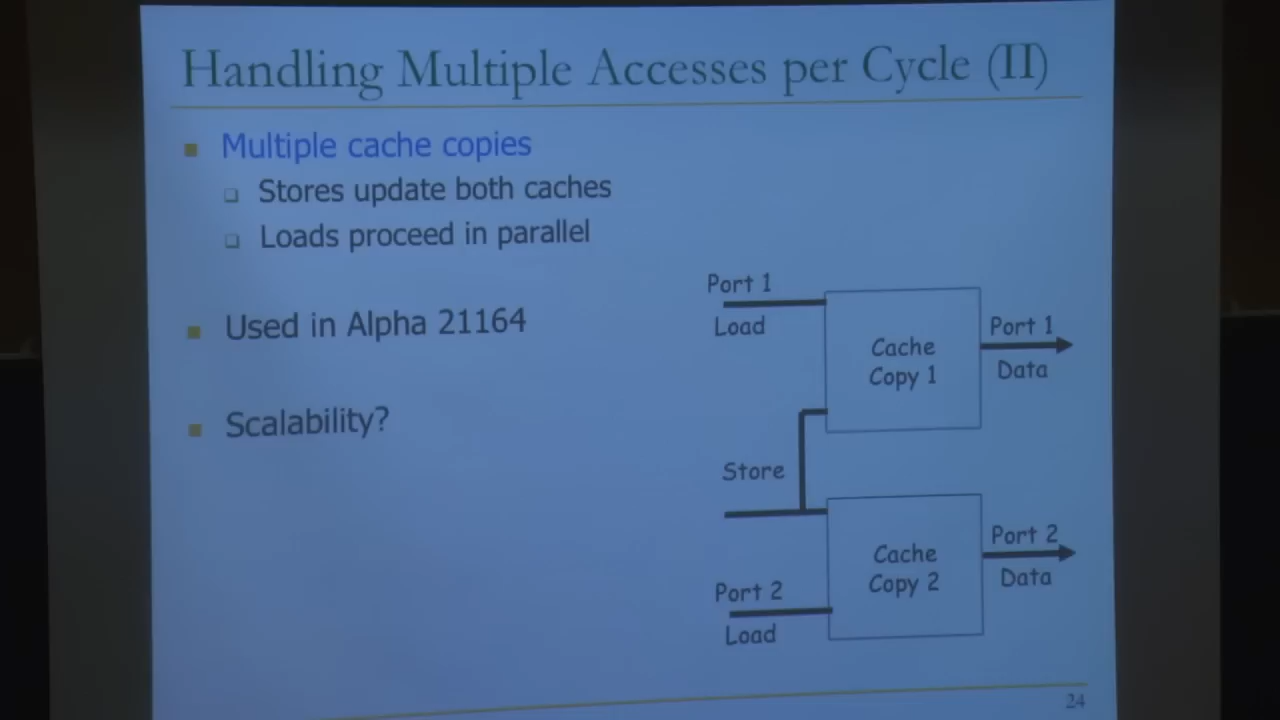 Handling Multiple Accesses per Cycle (II)
Multiple cache copies
Stores update both caches
Loads proceed in parallel
Used in Alpha 21164
Scalability?
Port 1
Load
Cache
Copy 1
Port 1
Data
Store
Cache
Copy 2
Port 2
Data
Port 2
Load
24